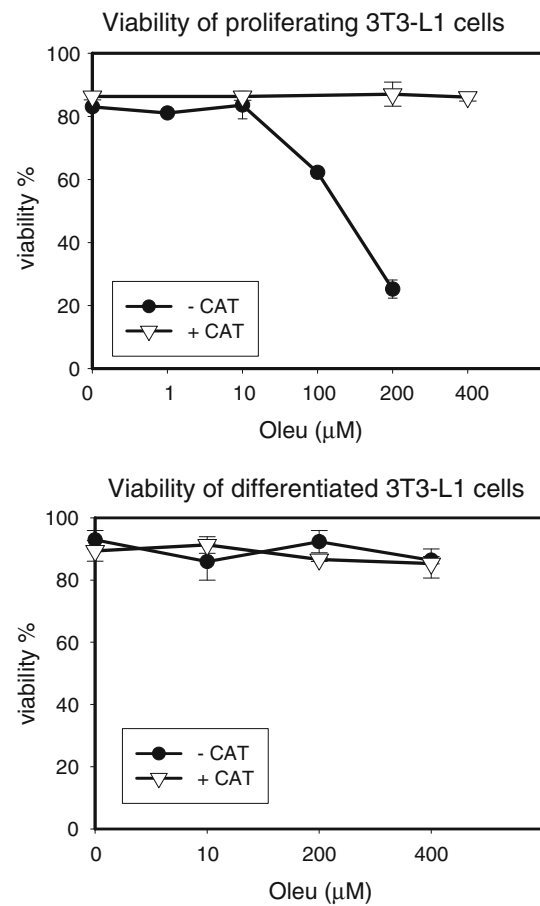 Viability of proliferating 3T3-L1 cells
100
80
60
40
20
0
viability %
- CAT
+ CAT
0 1 10 100 200 400
Oleu (μM)
Viability of differentiated 3T3-L1 cells
100
80
60
40
20
0
viability %
- CAT
+ CAT
0 10 200 400
Oleu (μM)